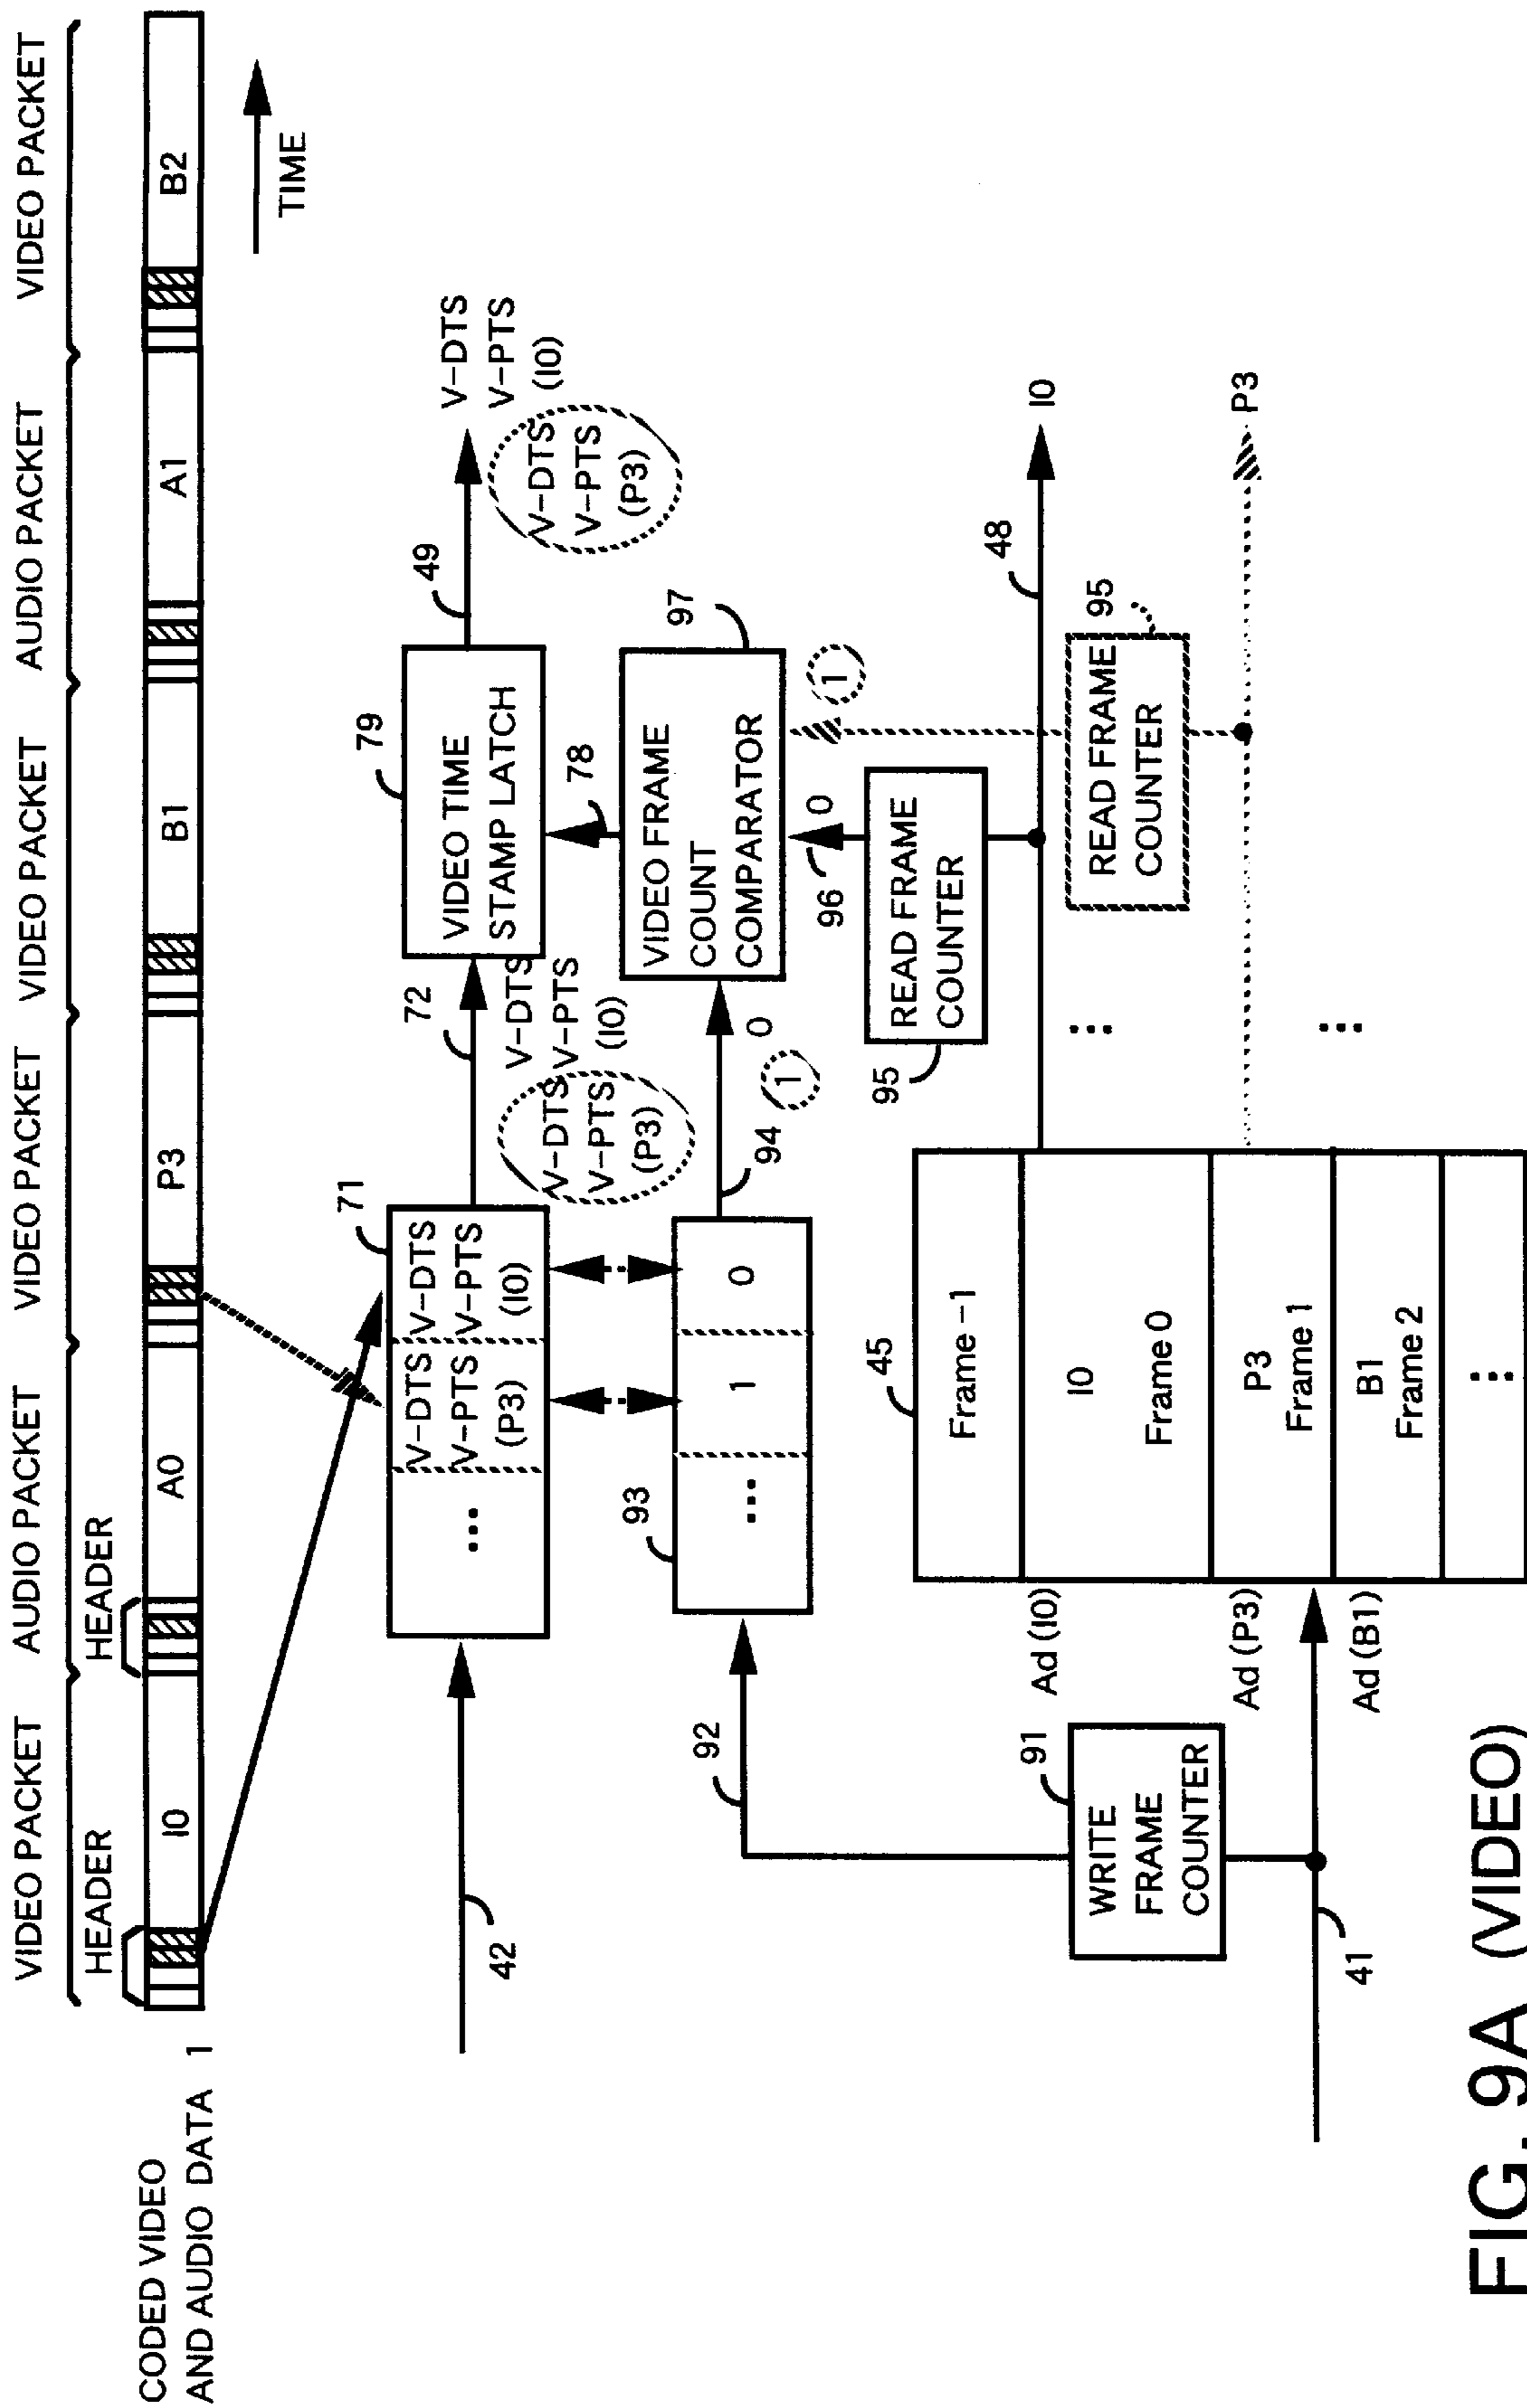 CODED VIDEO
AND AUDIO DATA 1
VIDEO PACKET
AUDIO PACKET
VIDEO PACKET
VIDEO PACKET
AUDIO PACKET
VIDEO PACKET
HEADER
HEADER
I0
A0
P3
B1
A1
B2
TIME
42
71
...
V-DTS
V-PTS
(P3)
V-DTS
V-PTS
(I0)
72
V-DTS
V-PTS
(I0)
V-DTS
V-PTS
(P3)
79
VIDEO TIME
STAMP LATCH
49
V-DTS
V-PTS
(I0)
V-DTS
V-PTS
(P3)
78
92
93
...
1
0
94
0
1
VIDEO FRAME
COUNT
COMPARATOR
97
96
0
1
95
READ FRAME
COUNTER
48
I0
READ FRAME
COUNTER
95
P3
...
...
45
Frame -1
I0
Frame 0
P3
Frame 1
B1
Frame 2
...
Ad (I0)
Ad (P3)
Ad (B1)
91
WRITE
FRAME
COUNTER
41
FIG. 9A (VIDEO)